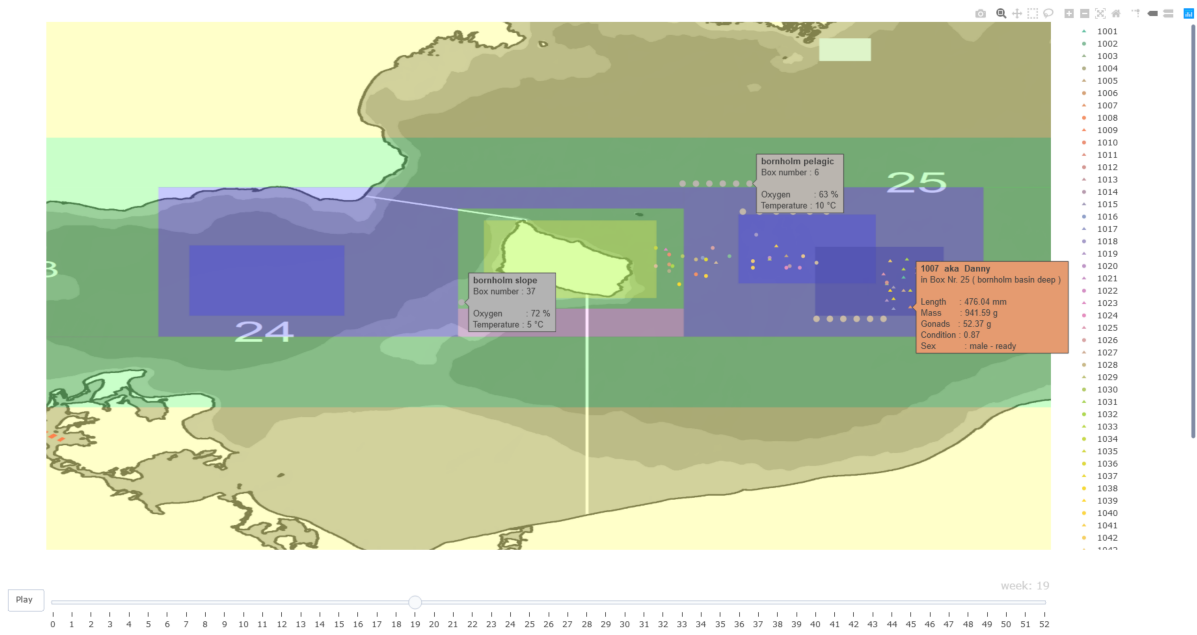 1001
1002
1003
1004
1005
1006
1007
1008
1009
1010
1011
1012
1013
1014
1015
1016
1017
1018
1019
1020
1021
1022
1023
1024
1025
1026
1027
1028
1029
1030
1031
1032
1033
1034
1035
1036
1037
1038
1039
1040
1041
1042
25
24
bornholm pelagic
Box number : 6
Oxygen : 63 %
Temperature : 10 °C
bornholm slope
Box number : 37
Oxygen : 72 %
Temperature : 5 °C
1007 aka Danny
in Box Nr. 25 ( bornholm basin deep )
Length : 476.04 mm
Mass : 941.59 g
Gonads : 52.37 g
Condition : 0.87
Sex : male - ready
week: 19
Play
0 1 2 3 4 5 6 7 8 9 10 11 12 13 14 15 16 17 18 19 20 21 22 23 24 25 26 27 28 29 30 31 32 33 34 35 36 37 38 39 40 41 42 43 44 45 46 47 48 49 50 51 52